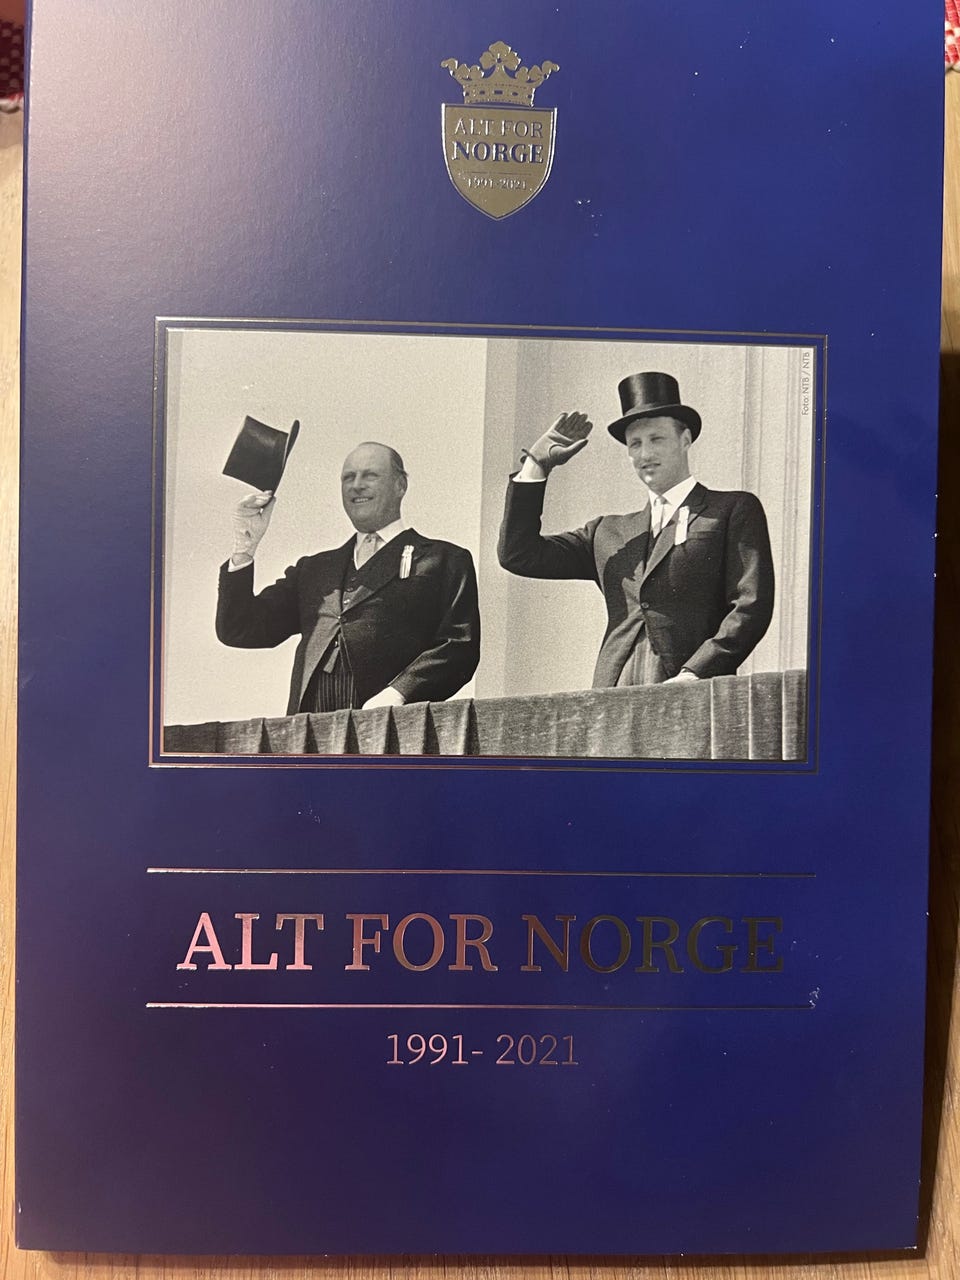 ALT FOR
NORGE
1991-2021
Foto: NTB / NTB
ALT FOR NORGE
1991- 2021